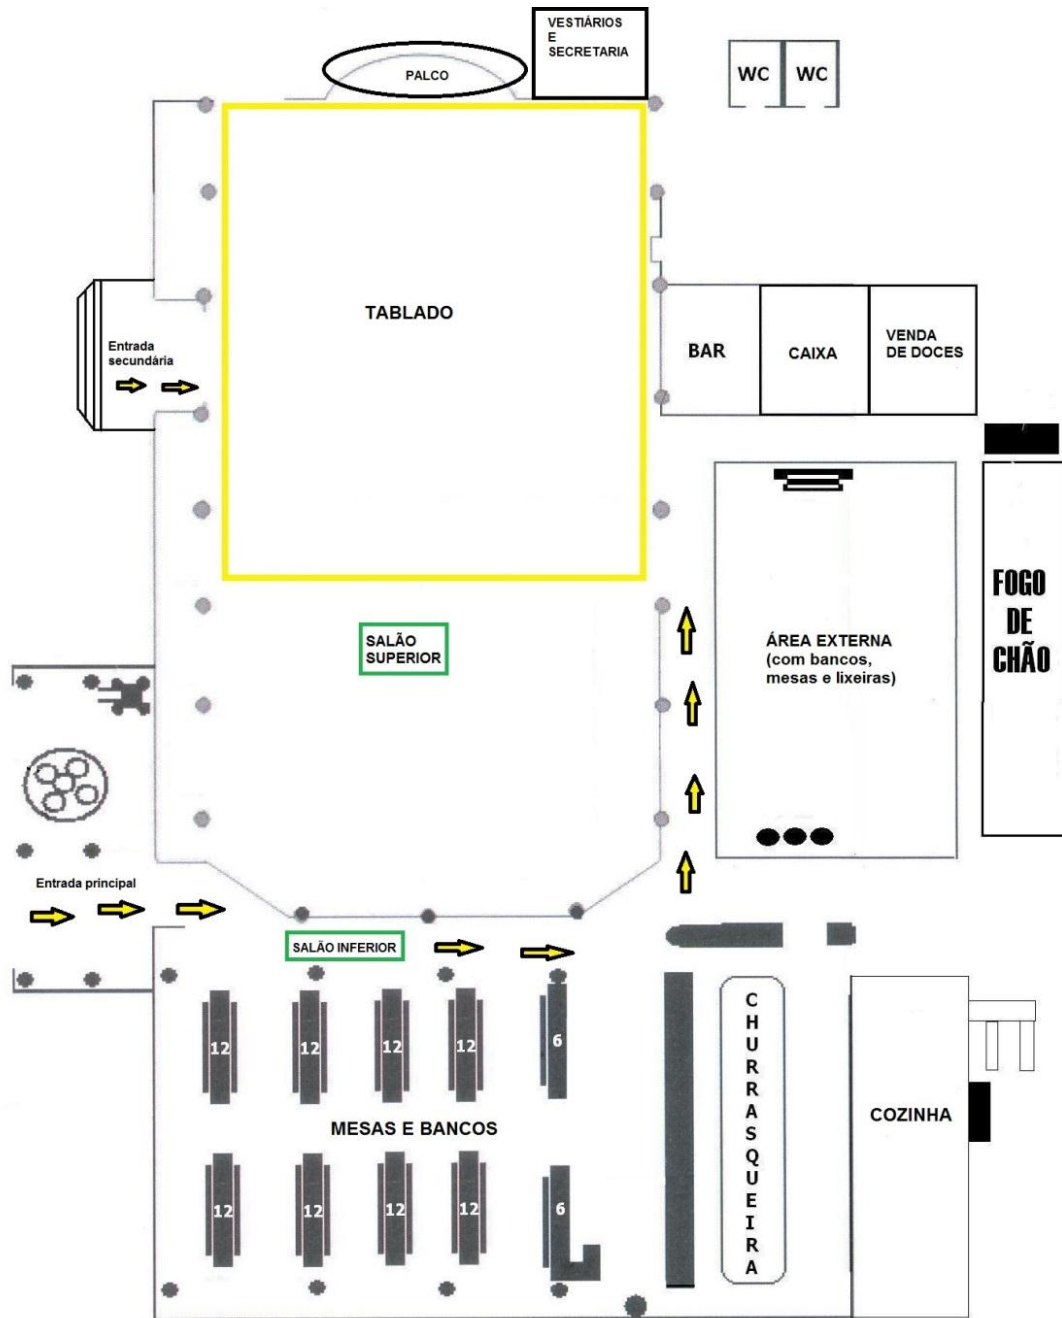 VESTIÁRIOS
E
SECRETARIA
PALCO
WC
WC
TABLADO
Entrada
secundária
BAR
CAIXA
VENDA
DE DOCES
FOGO
DE
CHÃO
SALÃO
SUPERIOR
ÁREA EXTERNA
(com bancos,
mesas e lixeiras)
Entrada principal
SALÃO INFERIOR
12
12
12
12
6
MESAS E BANCOS
CHURRASQUEIRA
COZINHA
12
12
12
12
6